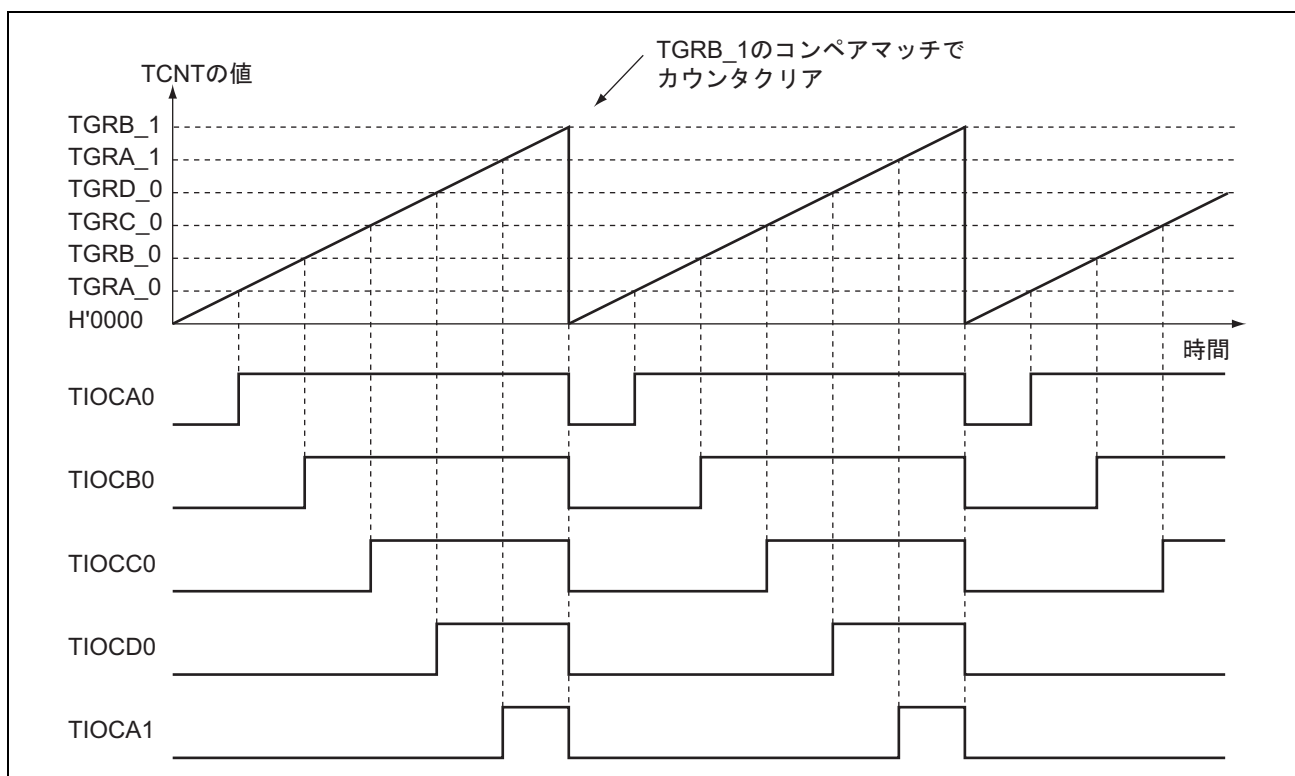 TGRB_1のコンペアマッチで
カウンタクリア
TCNTの値
TGRB_1
TGRA_1
TGRD_0
TGRC_0
TGRB_0
TGRA_0
H'0000
時間
TIOCA0
TIOCB0
TIOCC0
TIOCD0
TIOCA1